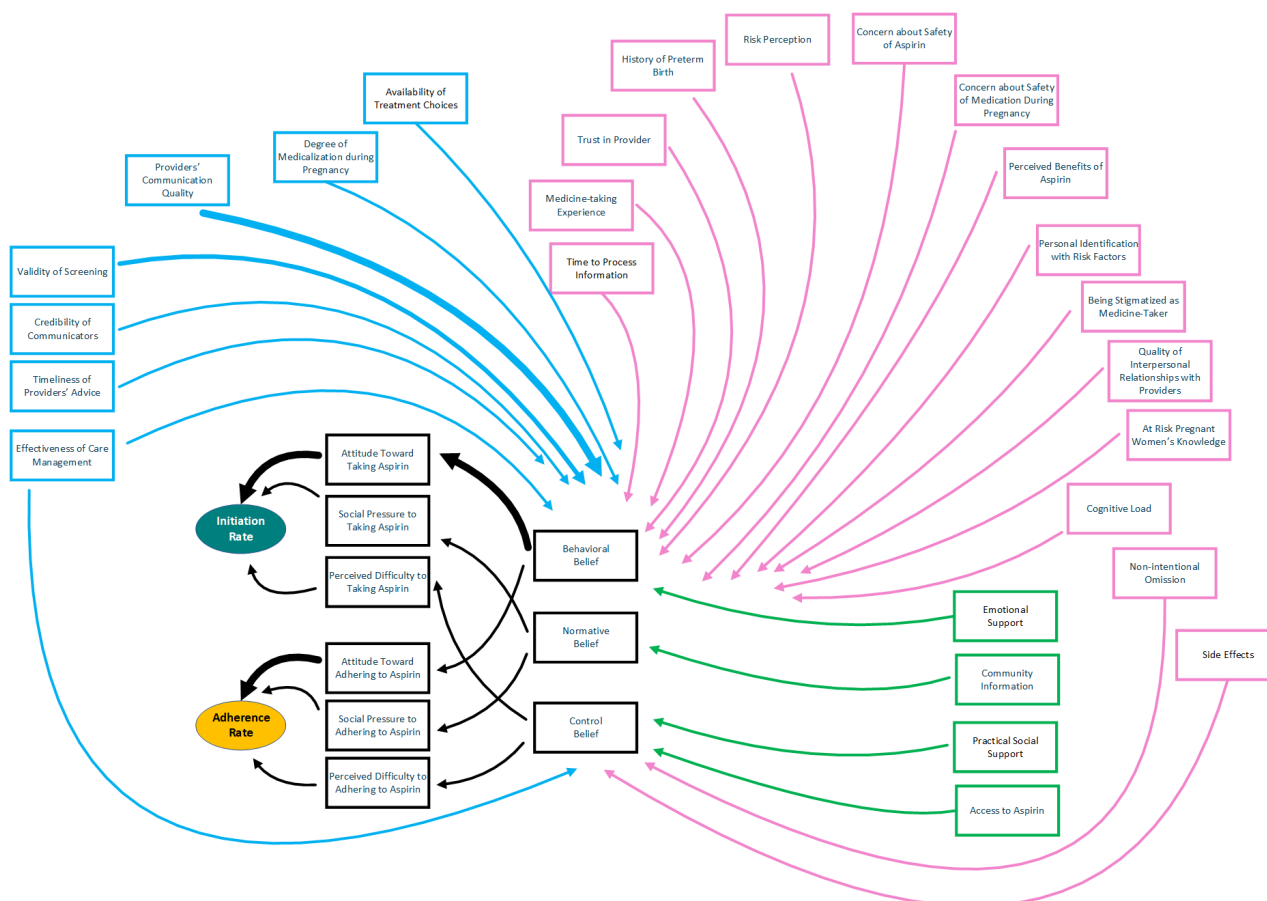 Concern about Safety
of Aspirin
Risk Perception
History of Preterm
Birth
Availability of
Treatment Choices
Concern about Safety
of Medication During
Pregnancy
Trust in Provider
Degree of
Medicalization during
Pregnancy
Providers'
Communication
Quality
Perceived Benefits of
Aspirin
Medicine-taking
Experience
Personal Identification
with Risk Factors
Time to Process
Information
Validity of Screening
Being Stigmatized as
Medicine-Taker
Credibility of
Communicators
Quality of
Interpersonal
Relationships with
Providers
Timeliness of
Providers' Advice
At Risk Pregnant
Women's Knowledge
Effectiveness of Care
Management
Attitude Toward
Taking Aspirin
Cognitive Load
Initiation
Rate
Social Pressure to
Taking Aspirin
Behavioral
Belief
Non-Intentional
Omission
Perceived Difficulty to
Taking Aspirin
Emotional
Support
Normative
Belief
Side Effects
Attitude Toward
Adhering to Aspirin
Community
Information
Adherence
Rate
Social Pressure to
Adhering to Aspirin
Control
Belief
Practical Social
Support
Perceived Difficulty to
Adhering to Aspirin
Access to Aspirin